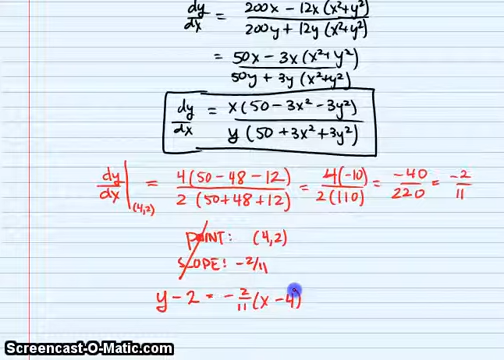 dy/dx = 200x - 12x (x²+y²) / 200y + 12y (x²+y²)
= 50x - 3x (x²+y²) / 50y + 3y (x²+y²)
dy/dx = x (50 - 3x² - 3y²) / y (50 + 3x² + 3y²)
dy/dx |(4,2) = 4 (50 - 48 - 12) / 2 (50 + 48 + 12) = 4 (-10) / 2 (110) = -40 / 220 = -2 / 11
POINT: (4,2)
SLOPE: -2/11
y - 2 = - 2/11 (x - 4)
Screencast-O-Matic.com